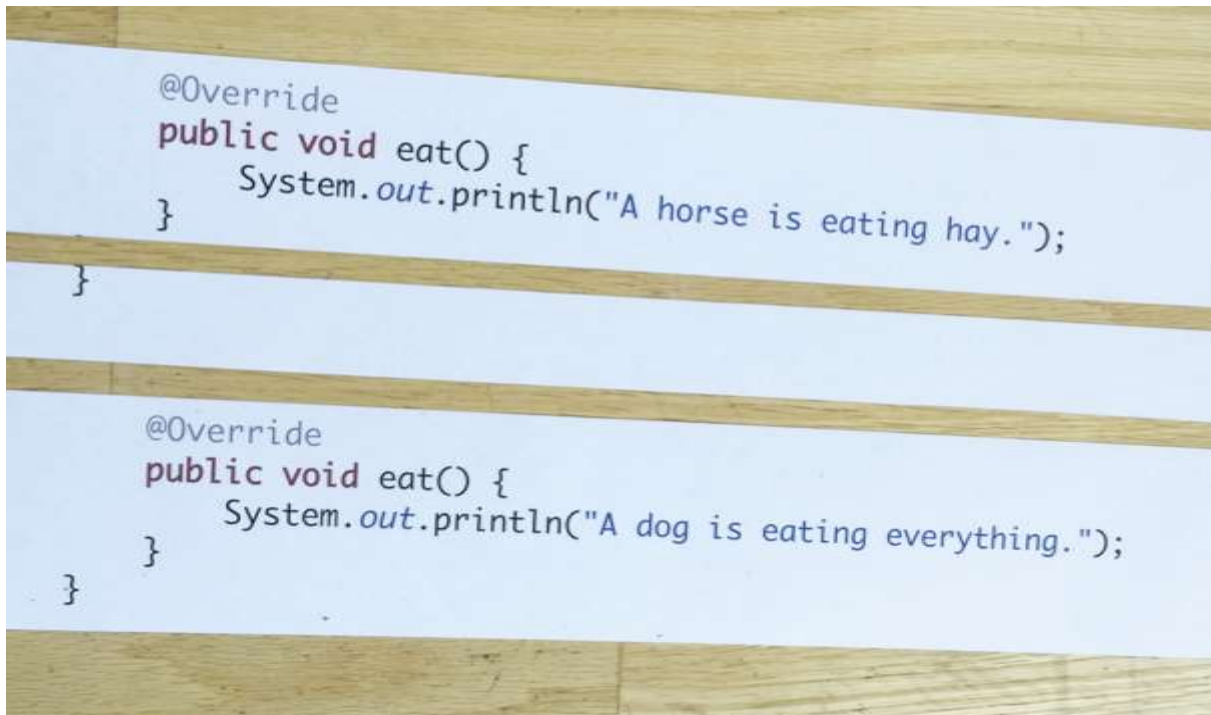 @Override
public void eat() {
System.out.println("A horse is eating hay.");
}
}
@Override
public void eat() {
System.out.println("A dog is eating everything.");
}
}